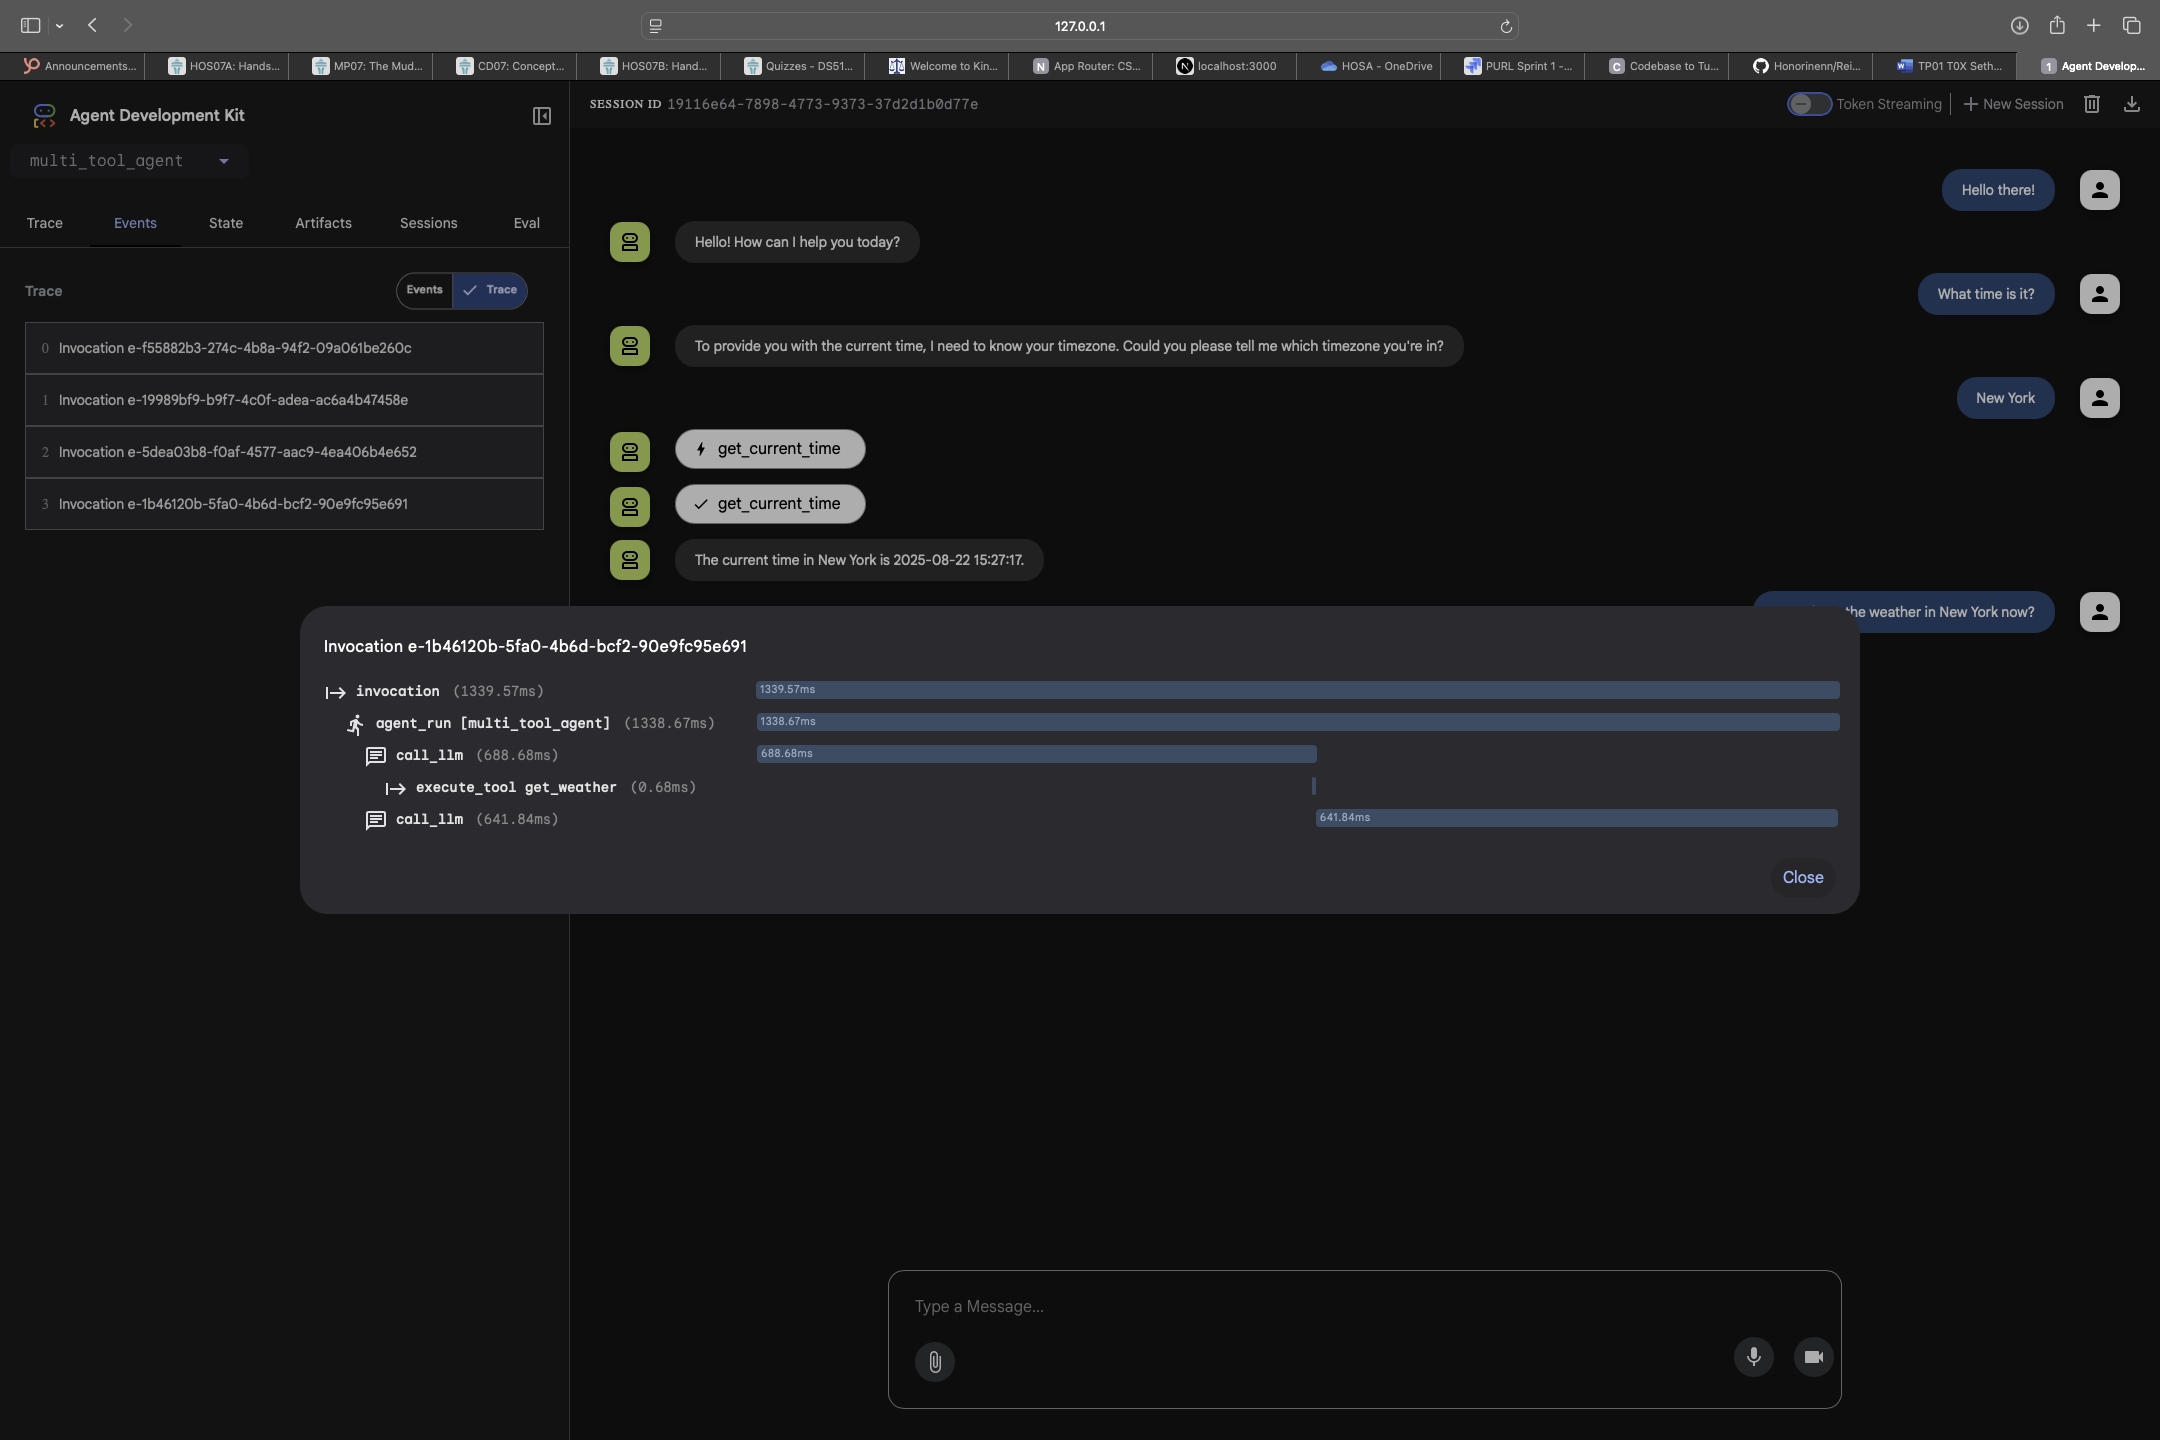 127.0.0.1
Announcements...
HOS07A: Hands...
MP07: The Mud...
CD07: Concept...
HOS07B: Hand...
Quizzes - DS51...
Welcome to Kin...
App Router: CS...
localhost:3000
HOSA - OneDrive
PURL Sprint 1 -...
Codebase to Tu...
Honorinenn/Rei...
TP01 T0X Seth...
Agent Develop...
Agent Development Kit
multi_tool_agent
Trace
Events
State
Artifacts
Sessions
Eval
Trace
Events
Trace
0 Invocation e-f55882b3-274c-4b8a-94f2-09a061be260c
1 Invocation e-19989bf9-b9f7-4c0f-adea-ac6a4b47458e
2 Invocation e-5dea03b8-f0af-4577-aac9-4ea406b4e652
3 Invocation e-1b46120b-5fa0-4b6d-bcf2-90e9fc95e691
SESSION ID 19116e64-7898-4773-9373-37d2d1b0d77e
Token Streaming
New Session
Hello there!
Hello! How can I help you today?
What time is it?
To provide you with the current time, I need to know your timezone. Could you please tell me which timezone you're in?
New York
get_current_time
get_current_time
The current time in New York is 2025-08-22 15:27:17.
the weather in New York now?
Invocation e-1b46120b-5fa0-4b6d-bcf2-90e9fc95e691
invocation (1339.57ms) 1339.57ms
agent_run [multi_tool_agent] (1338.67ms) 1338.67ms
call_llm (688.68ms) 688.68ms
execute_tool get_weather (0.68ms)
call_llm (641.84ms) 641.84ms
Close
Type a Message...